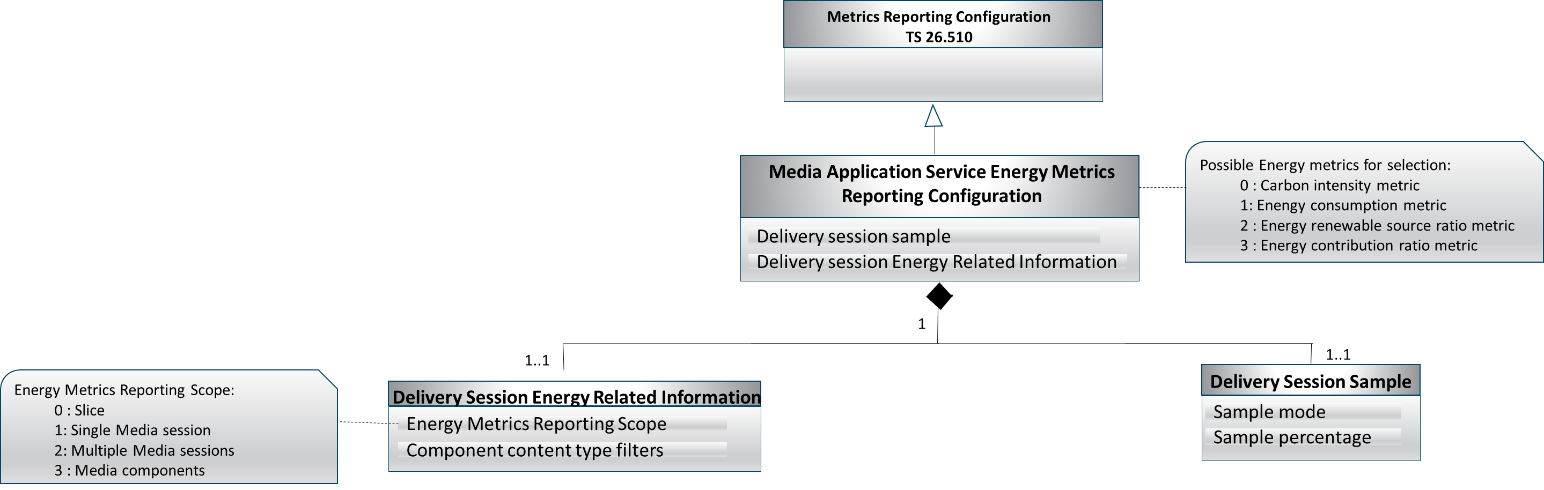 Metrics Reporting Configuration
TS 26.510
Media Application Service Energy Metrics
Reporting Configuration
Delivery session sample
Delivery session Energy Related Information
Possible Energy metrics for selection:
0 : Carbon intensity metric
1: Energy consumption metric
2 : Energy renewable source ratio metric
3 : Energy contribution ratio metric
1
1..1
1..1
Energy Metrics Reporting Scope:
0 : Slice
1: Single Media session
2: Multiple Media sessions
3 : Media components
Delivery Session Energy Related Information
Energy Metrics Reporting Scope
Component content type filters
Delivery Session Sample
Sample mode
Sample percentage